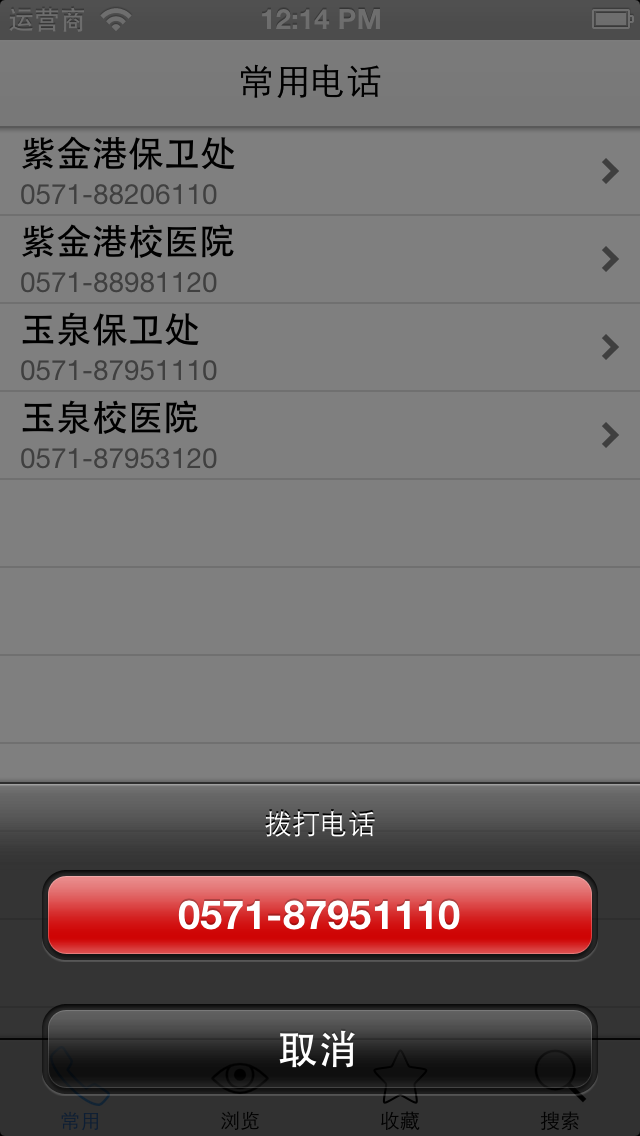 运营商 12:14 PM
常用电话
紫金港保卫处
0571-88206110
紫金港校医院
0571-88981120
玉泉保卫处
0571-87951110
玉泉校医院
0571-87953120
拨打电话
0571-87951110
取消
常用 浏览 收藏 搜索